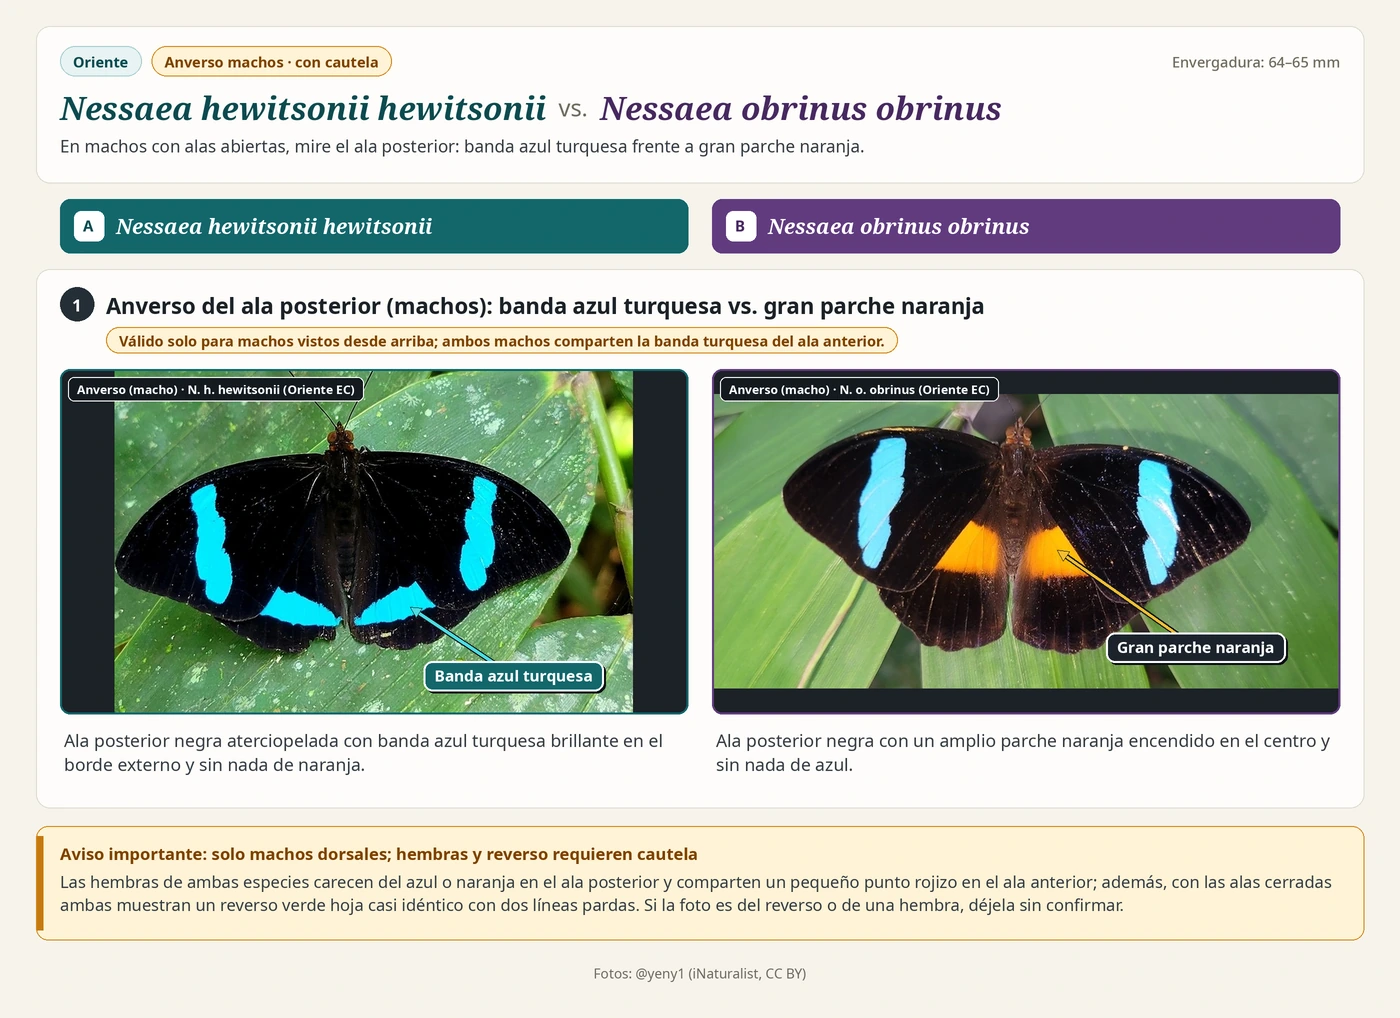 Oriente
Anverso machos · con cautela
Envergadura: 64–65 mm
Nessaea hewitsonii hewitsonii vs. Nessaea obrinus obrinus
En machos con alas abiertas, mire el ala posterior: banda azul turquesa frente a gran parche naranja.
A Nessaea hewitsonii hewitsonii
B Nessaea obrinus obrinus
1 Anverso del ala posterior (machos): banda azul turquesa vs. gran parche naranja
Válido solo para machos vistos desde arriba; ambos machos comparten la banda turquesa del ala anterior.
Anverso (macho) · N. h. hewitsonii (Oriente EC)
Banda azul turquesa
Ala posterior negra aterciopelada con banda azul turquesa brillante en el
borde externo y sin nada de naranja.
Anverso (macho) · N. o. obrinus (Oriente EC)
Gran parche naranja
Ala posterior negra con un amplio parche naranja encendido en el centro y
sin nada de azul.
Aviso importante: solo machos dorsales; hembras y reverso requieren cautela
Las hembras de ambas especies carecen del azul o naranja en el ala posterior y comparten un pequeño punto rojizo en el ala anterior; además, con las alas cerradas
ambas muestran un reverso verde hoja casi idéntico con dos líneas pardas. Si la foto es del reverso o de una hembra, déjela sin confirmar.
Fotos: @yeny1 (iNaturalist, CC BY)